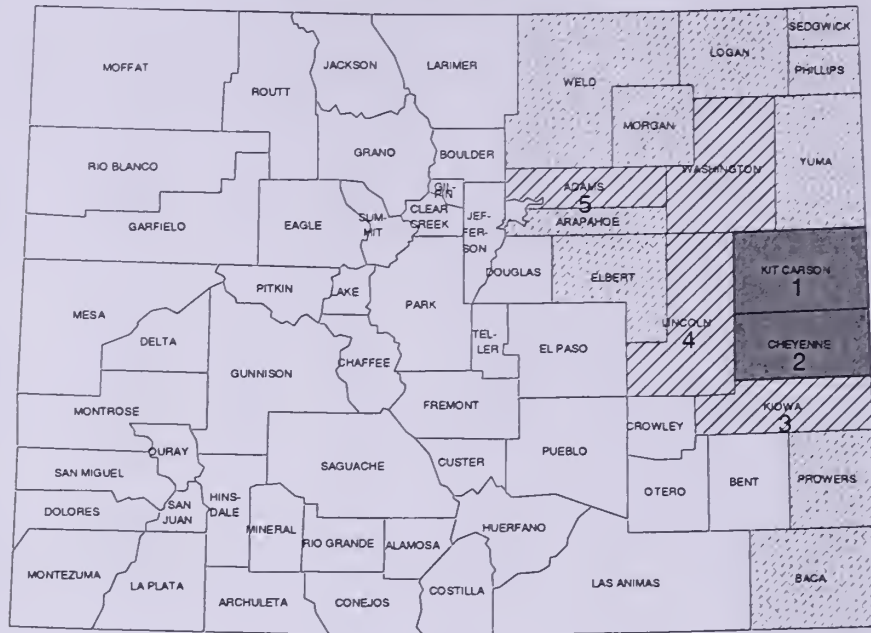 SEDGWICK
LOGAN
MOFFAT
JACKSON
LARIMER
PHILLIPS
WELD
ROUTT
MORGAN
GRAND
BOULDER
WASHINGTON
YUMA
RIO BLANCO
GIL-
PIN
ADAMS
5
CLEAR
CREEK
JEF-
FER-
SON
ARAPAHOE
GARFIELD
EAGLE
SUM-
MIT
DOUGLAS
ELBERT
KIT CARSON
1
PITKIN
LAKE
PARK
MESA
LINCOLN
4
DELTA
TEL-
LER
EL PASO
CHEYENNE
2
GUNNISON
CHAFFEE
FREMONT
KIOWA
3
MONTROSE
CROWLEY
OURAY
PUEBLO
SAN MIGUEL
SAGUACHE
CUSTER
OTERO
BENT
PROWERS
SAN
JUAN
HINS-
DALE
DOLORES
MINERAL
RIO GRANDE
ALAMOSA
HUERFANO
MONTEZUMA
LA PLATA
COSTILLA
LAS ANIMAS
BACA
ARCHULETA
CONEJOS